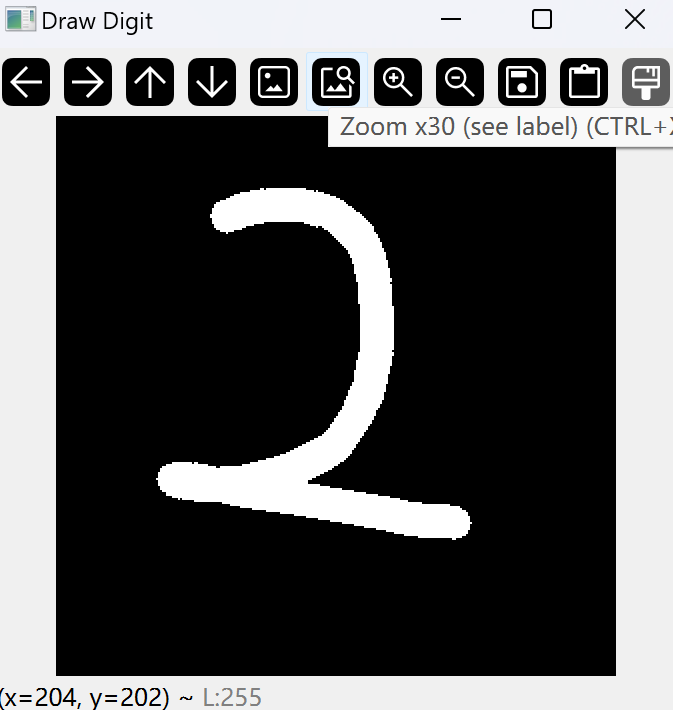 Draw Digit
Zoom x30 (see label) (CTRL+X
2
(x=204, y=202) ~ L:255